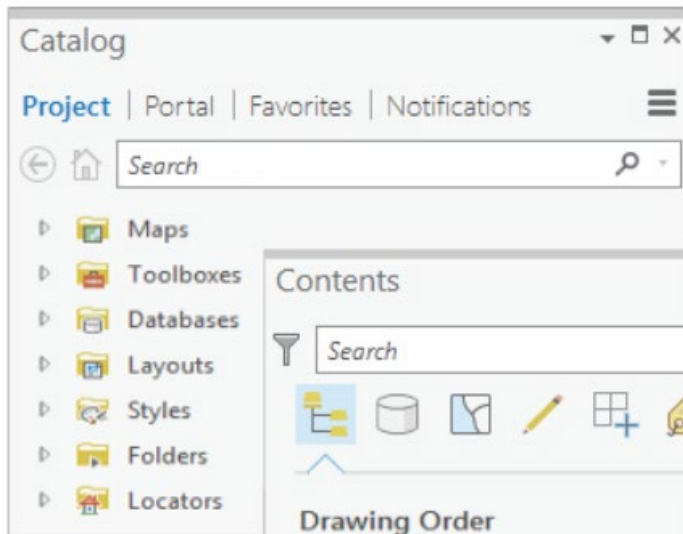 Catalog
Project | Portal | Favorites | Notifications
Search
Maps
Toolboxes
Databases
Layouts
Styles
Folders
Locators
Contents
Search
Drawing Order